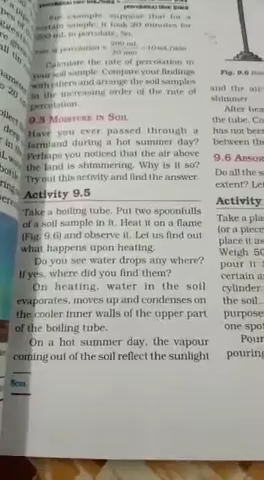 For example, suppose that for a
certain sample, it took 20 minutes for
200 mL to percolate. So,
rate of percolation = 200 mL / 20 min = 10 mL/min
Calculate the rate of percolation in
your soil sample. Compare your findings
with others and arrange the soil samples
in the increasing order of the rate of
percolation.
9.5 MOISTURE IN SOIL
Have you ever passed through a
farmland during a hot summer day?
Perhaps you noticed that the air above
the land is shimmering. Why is it so?
Try out this activity and find the answer.
Activity 9.5
Take a boiling tube. Put two spoonfulls
of a soil sample in it. Heat it on a flame
(Fig. 9.6) and observe it. Let us find out
what happens upon heating.
Do you see water drops any where?
If yes, where did you find them?
On heating, water in the soil
evaporates, moves up and condenses on
the cooler inner walls of the upper part
of the boiling tube.
On a hot summer day, the vapour
coming out of the soil reflect the sunlight
Fig. 9.6
and the air
shimmer
After hea
the tube. Co
has not bee
between the
9.6
Do all the s
extent? Let
Activity
Take a pla
(or a piece
place it as
Weigh 50
pour it
certain a
cylinder.
the soil.
purpose
one spot
Pour
pouring